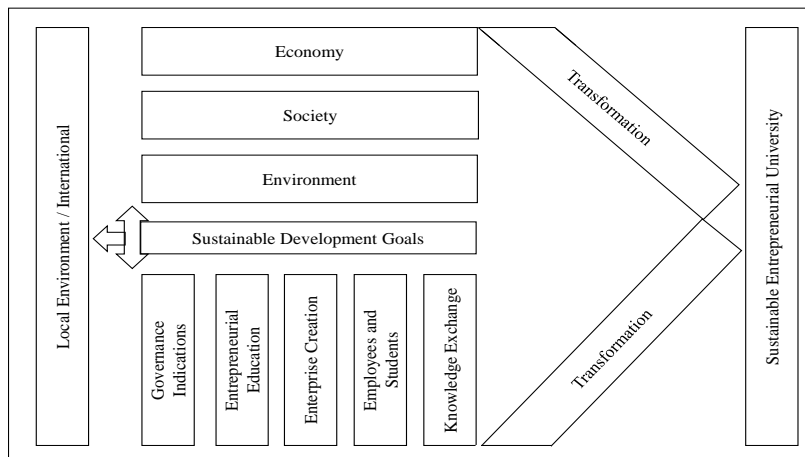 Local Environment / International
Economy
Society
Environment
Sustainable Development Goals
Governance
Indications
Entrepreneurial
Education
Enterprise Creation
Employees and
Students
Knowledge Exchange
Transformation
Transformation
Sustainable Entrepreneurial University